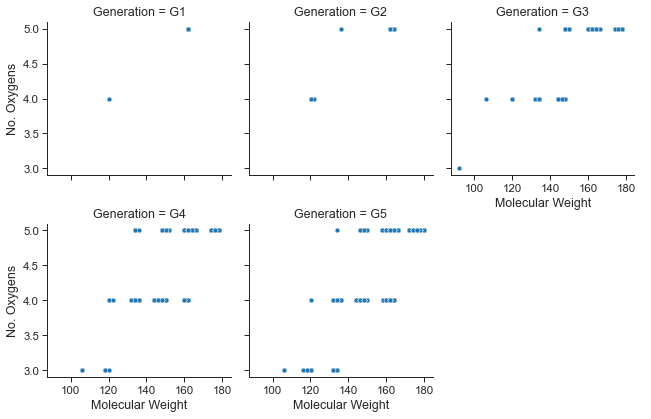 Generation = G1
Generation = G2
Generation = G3
No. Oxygens
5.0
4.5
4.0
3.5
3.0
100 120 140 160 180
Molecular Weight
Generation = G4
Generation = G5
No. Oxygens
5.0
4.5
4.0
3.5
3.0
100 120 140 160 180
Molecular Weight
100 120 140 160 180
Molecular Weight